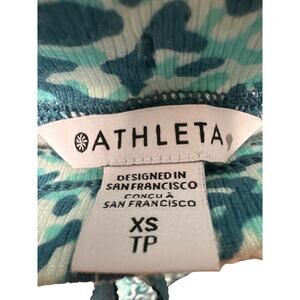 ATHLETA
DESIGNED IN
SAN FRANCISCO
CONÇU À
SAN FRANCISCO
XS
TP